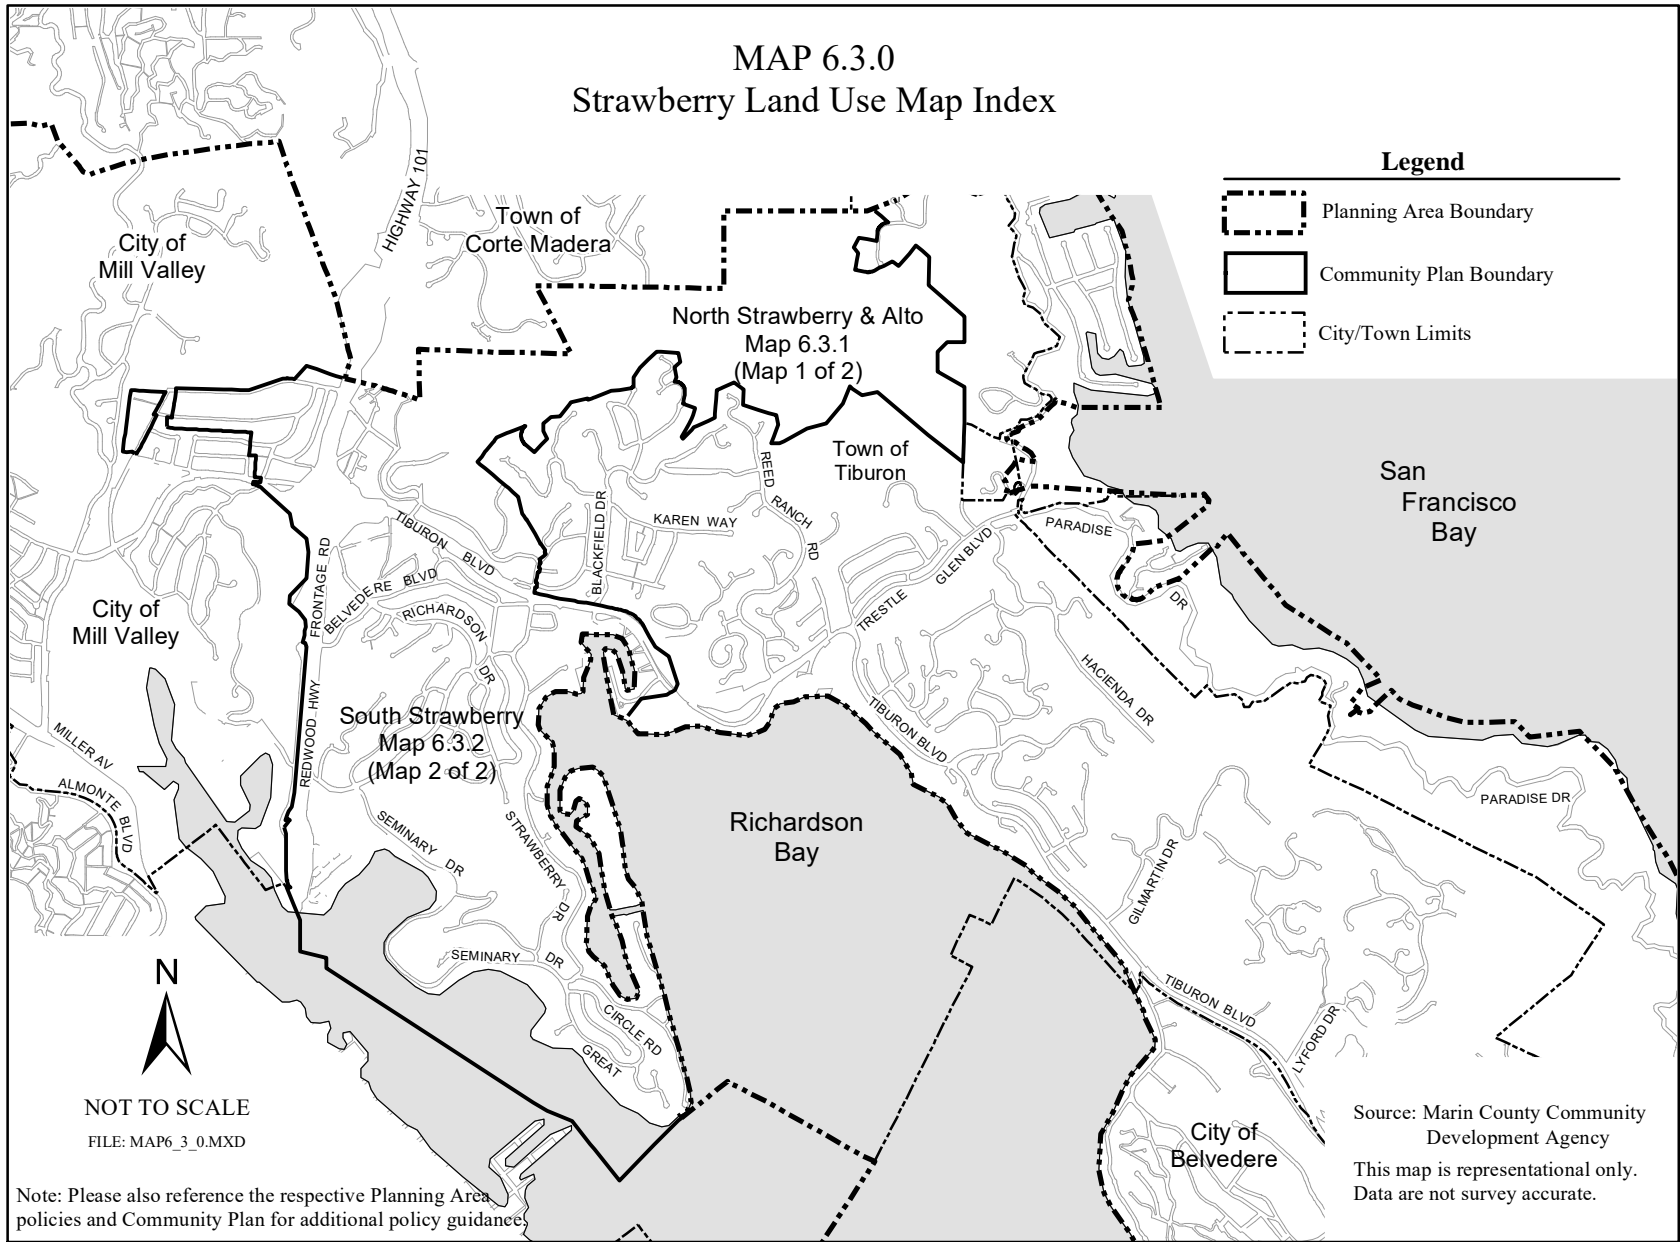 MAP 6.3.0
Strawberry Land Use Map Index
Legend
Planning Area Boundary
Community Plan Boundary
City/Town Limits
HIGHWAY 101
Town of
Corte Madera
City of
Mill Valley
North Strawberry & Alto
Map 6.3.1
(Map 1 of 2)
Town of
Tiburon
San
Francisco
Bay
REED
RANCH
RD
KAREN WAY
BLACKFIELD DR
TIBURON
BLVD
PARADISE
DR
GLEN BLVD
TRESTLE
FRONTAGE RD
BELVEDERE BLVD
RICHARDSON
DR
City of
Mill Valley
HACIENDA DR
REDWOOD HWY
South Strawberry
Map 6.3.2
(Map 2 of 2)
TIBURON BLVD
MILLER AV
ALMONTE BLVD
PARADISE DR
SEMINARY DR
STRAWBERRY DR
Richardson
Bay
GILMARTIN DR
SEMINARY DR
TIBURON BLVD
LYFORD DR
CIRCLE RD
GREAT
N
NOT TO SCALE
FILE: MAP6_3_0.MXD
City of
Belvedere
Source: Marin County Community
Development Agency
This map is representational only.
Data are not survey accurate.
Note: Please also reference the respective Planning Area
policies and Community Plan for additional policy guidance.